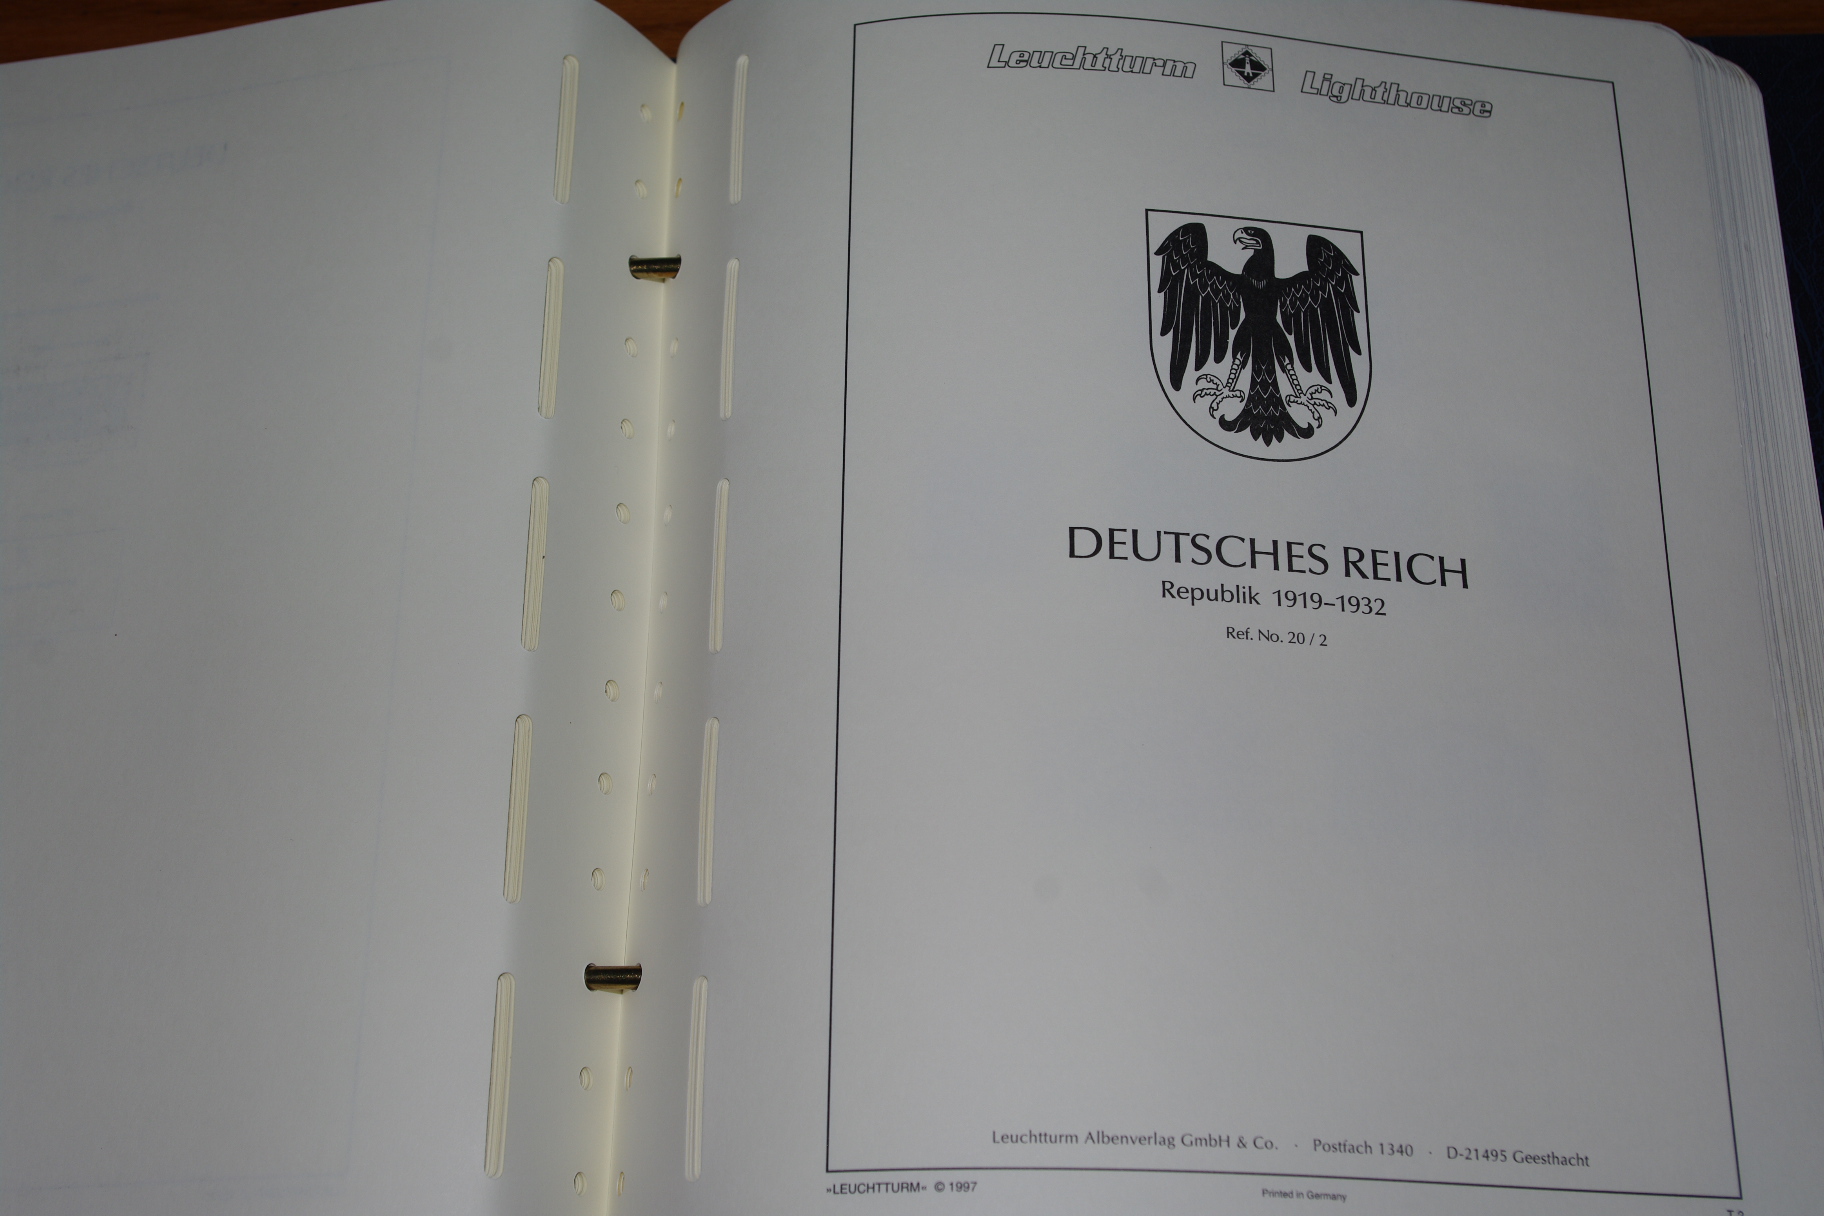 Leuchtturm Lighthouse
DEUTSCHES REICH
Republik 1919–1932
Ref. No. 20 / 2
Leuchtturm Albenverlag GmbH & Co. · Postfach 1340 · D-21495 Geesthacht
»LEUCHTTURM« © 1997 Printed in Germany